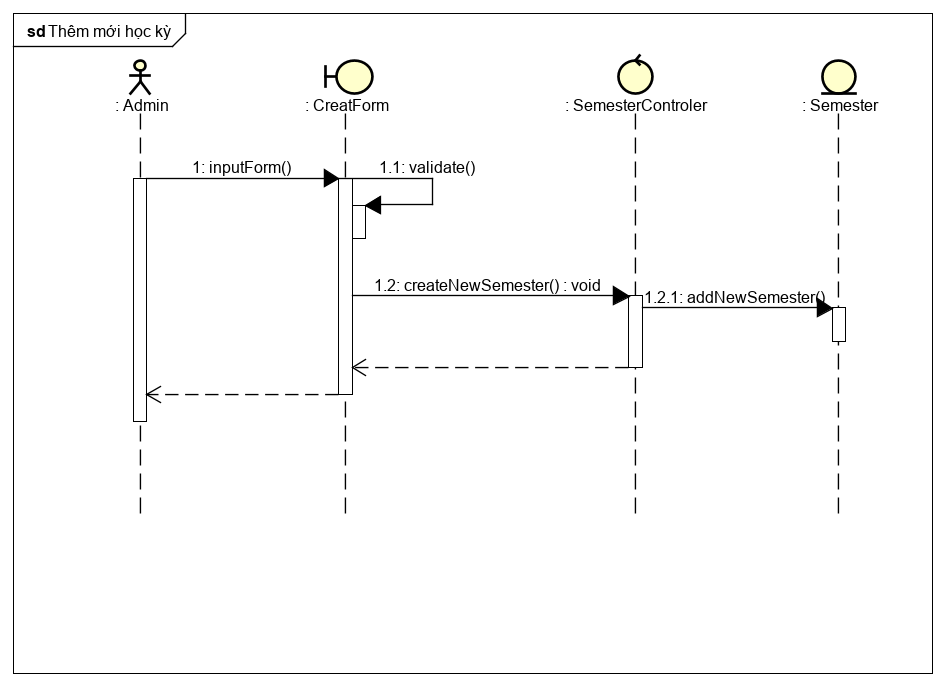 sd Thêm mới học kỳ
: Admin
: CreatForm
: SemesterControler
: Semester
1: inputForm()
1.1: validate()
1.2: createNewSemester() : void
1.2.1: addNewSemester()